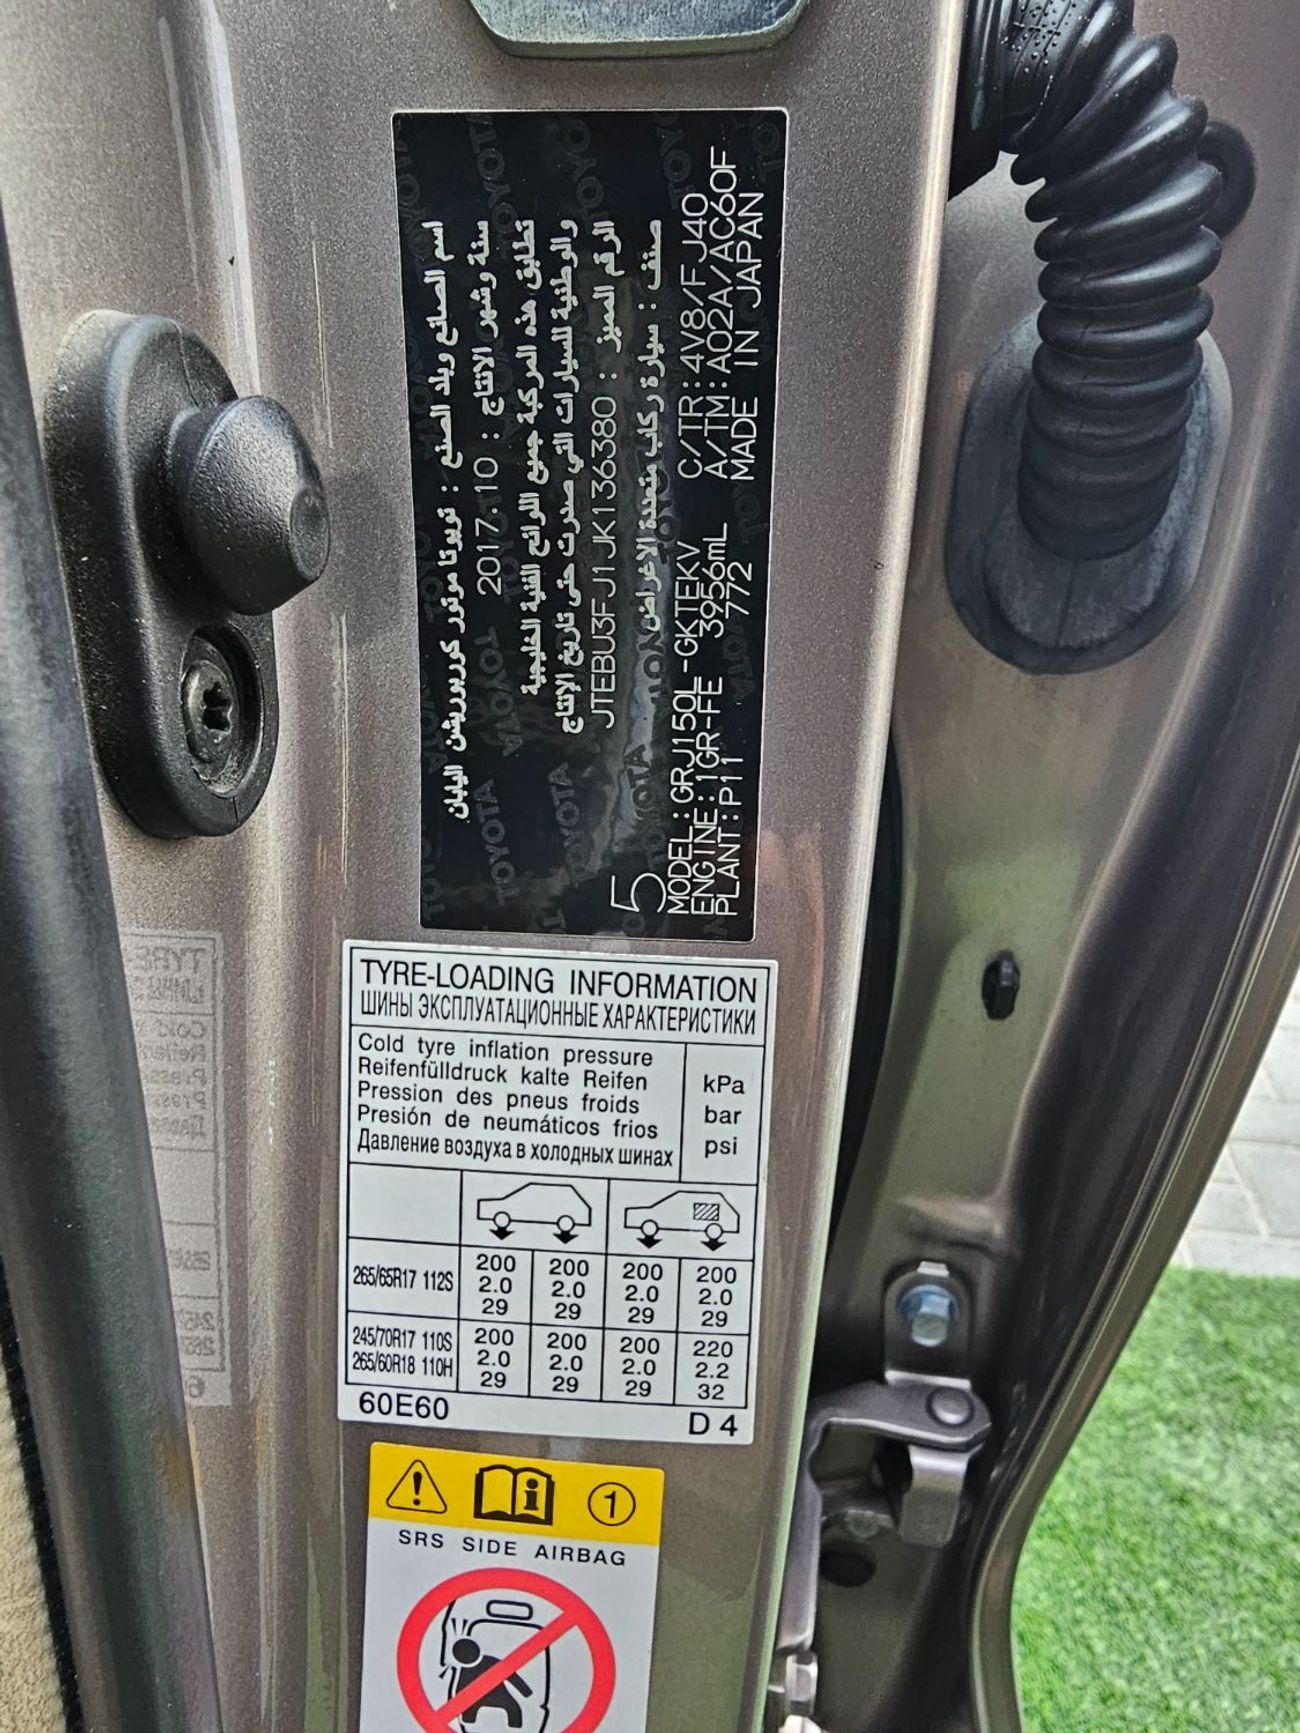 اسم الصانع وبلد الصنع : تويوتا موتور كوربوريشن اليابان
سنة وشهر الانتاج : 2017.10
تطابق هذه المركبة جميع اللوائح الفنية الخليجية
والوطنية للسيارات التي صدرت حتى تاريخ الإنتاج
الرقم المميز : JTEBU3FJ1JK136380
صنف : سيارة ركاب متعددة الاغراض
5
MODEL:GRJ150L-GKTEKV C/TR:4V8/FJ40
ENGINE:1GR-FE 3956mL A/TM:A02A/AC60F
PLANT:P11 772 MADE IN JAPAN
TYRE-LOADING INFORMATION
ШИНЫ ЭКСПЛУАТАЦИОННЫЕ ХАРАКТЕРИСТИКИ
Cold tyre inflation pressure
Reifenfülldruck kalte Reifen
Pression des pneus froids
Presión de neumáticos frios
Давление воздуха в холодных шинах
kPa
bar
psi
265/65R17 112S
200 200 200 200
2.0 2.0 2.0 2.0
29 29 29 29
245/70R17 110S
265/60R18 110H
200 200 200 220
2.0 2.0 2.0 2.2
29 29 29 32
60E60 D 4
1
SRS SIDE AIRBAG